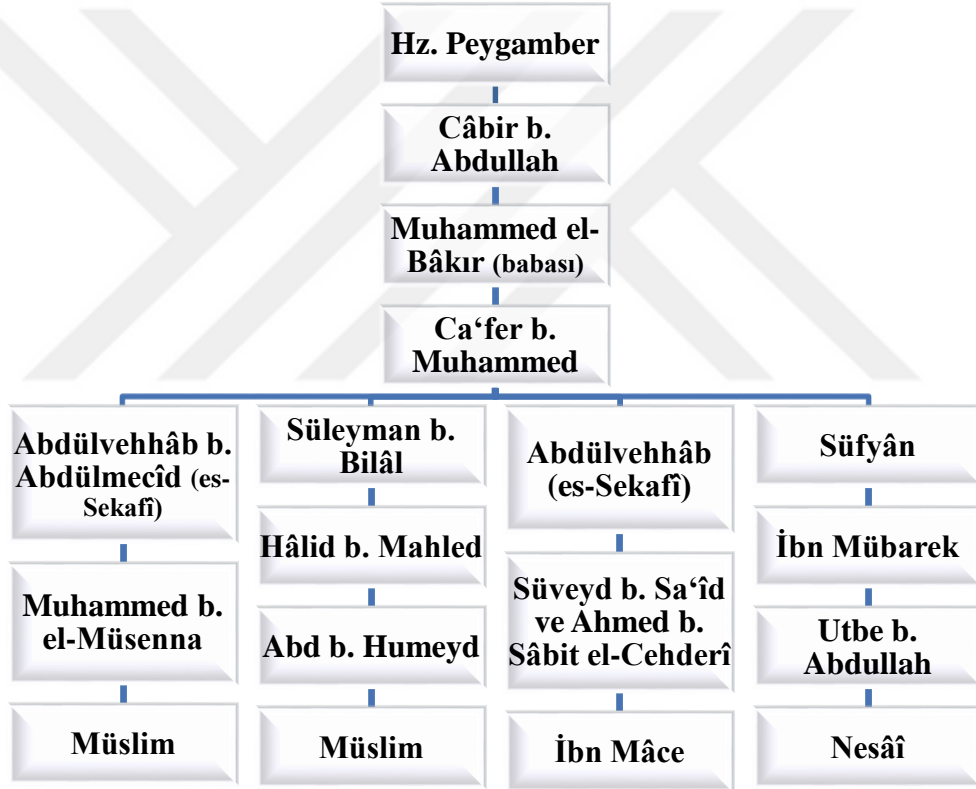 Hz. Peygamber
Câbir b.
Abdullah
Muhammed el-
Bâkır (babası)
Ca‘fer b.
Muhammed
Abdülvehhâb b.
Abdülmecîd (es-
Sekafî)
Muhammed b.
el-Müsenna
Müslim
Süleyman b.
Bilâl
Hâlid b. Mahled
Abd b. Humeyd
Müslim
Abdülvehhâb
(es-Sekafî)
Süveyd b. Sa‘îd
ve Ahmed b.
Sâbit el-Cehderî
İbn Mâce
Süfyân
İbn Mübarek
Utbe b.
Abdullah
Nesâî